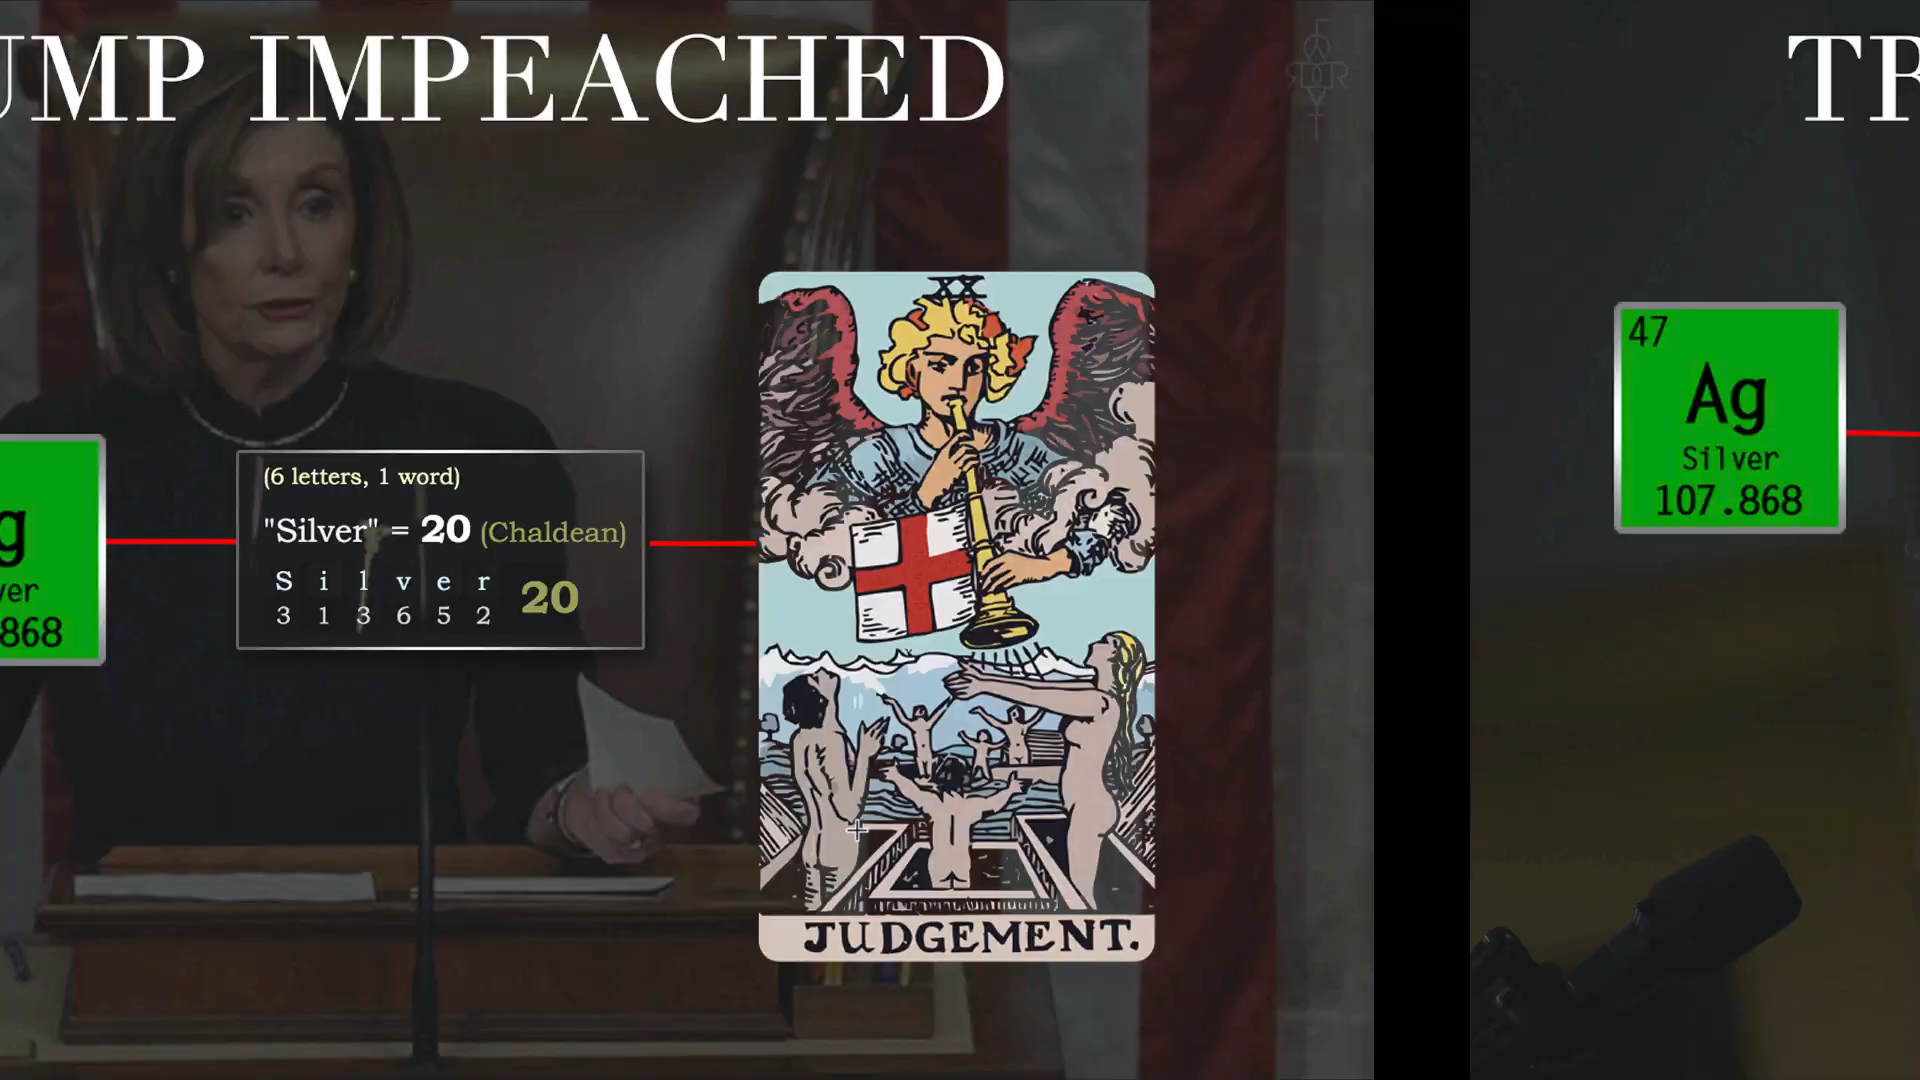 UMP IMPEACHED
TR
47
Ag
Silver
107.868
g
ver
868
(6 letters, 1 word)
"Silver" = 20 (Chaldean)
S i l v e r
3 1 3 6 5 2
20
XX
JUDGEMENT.